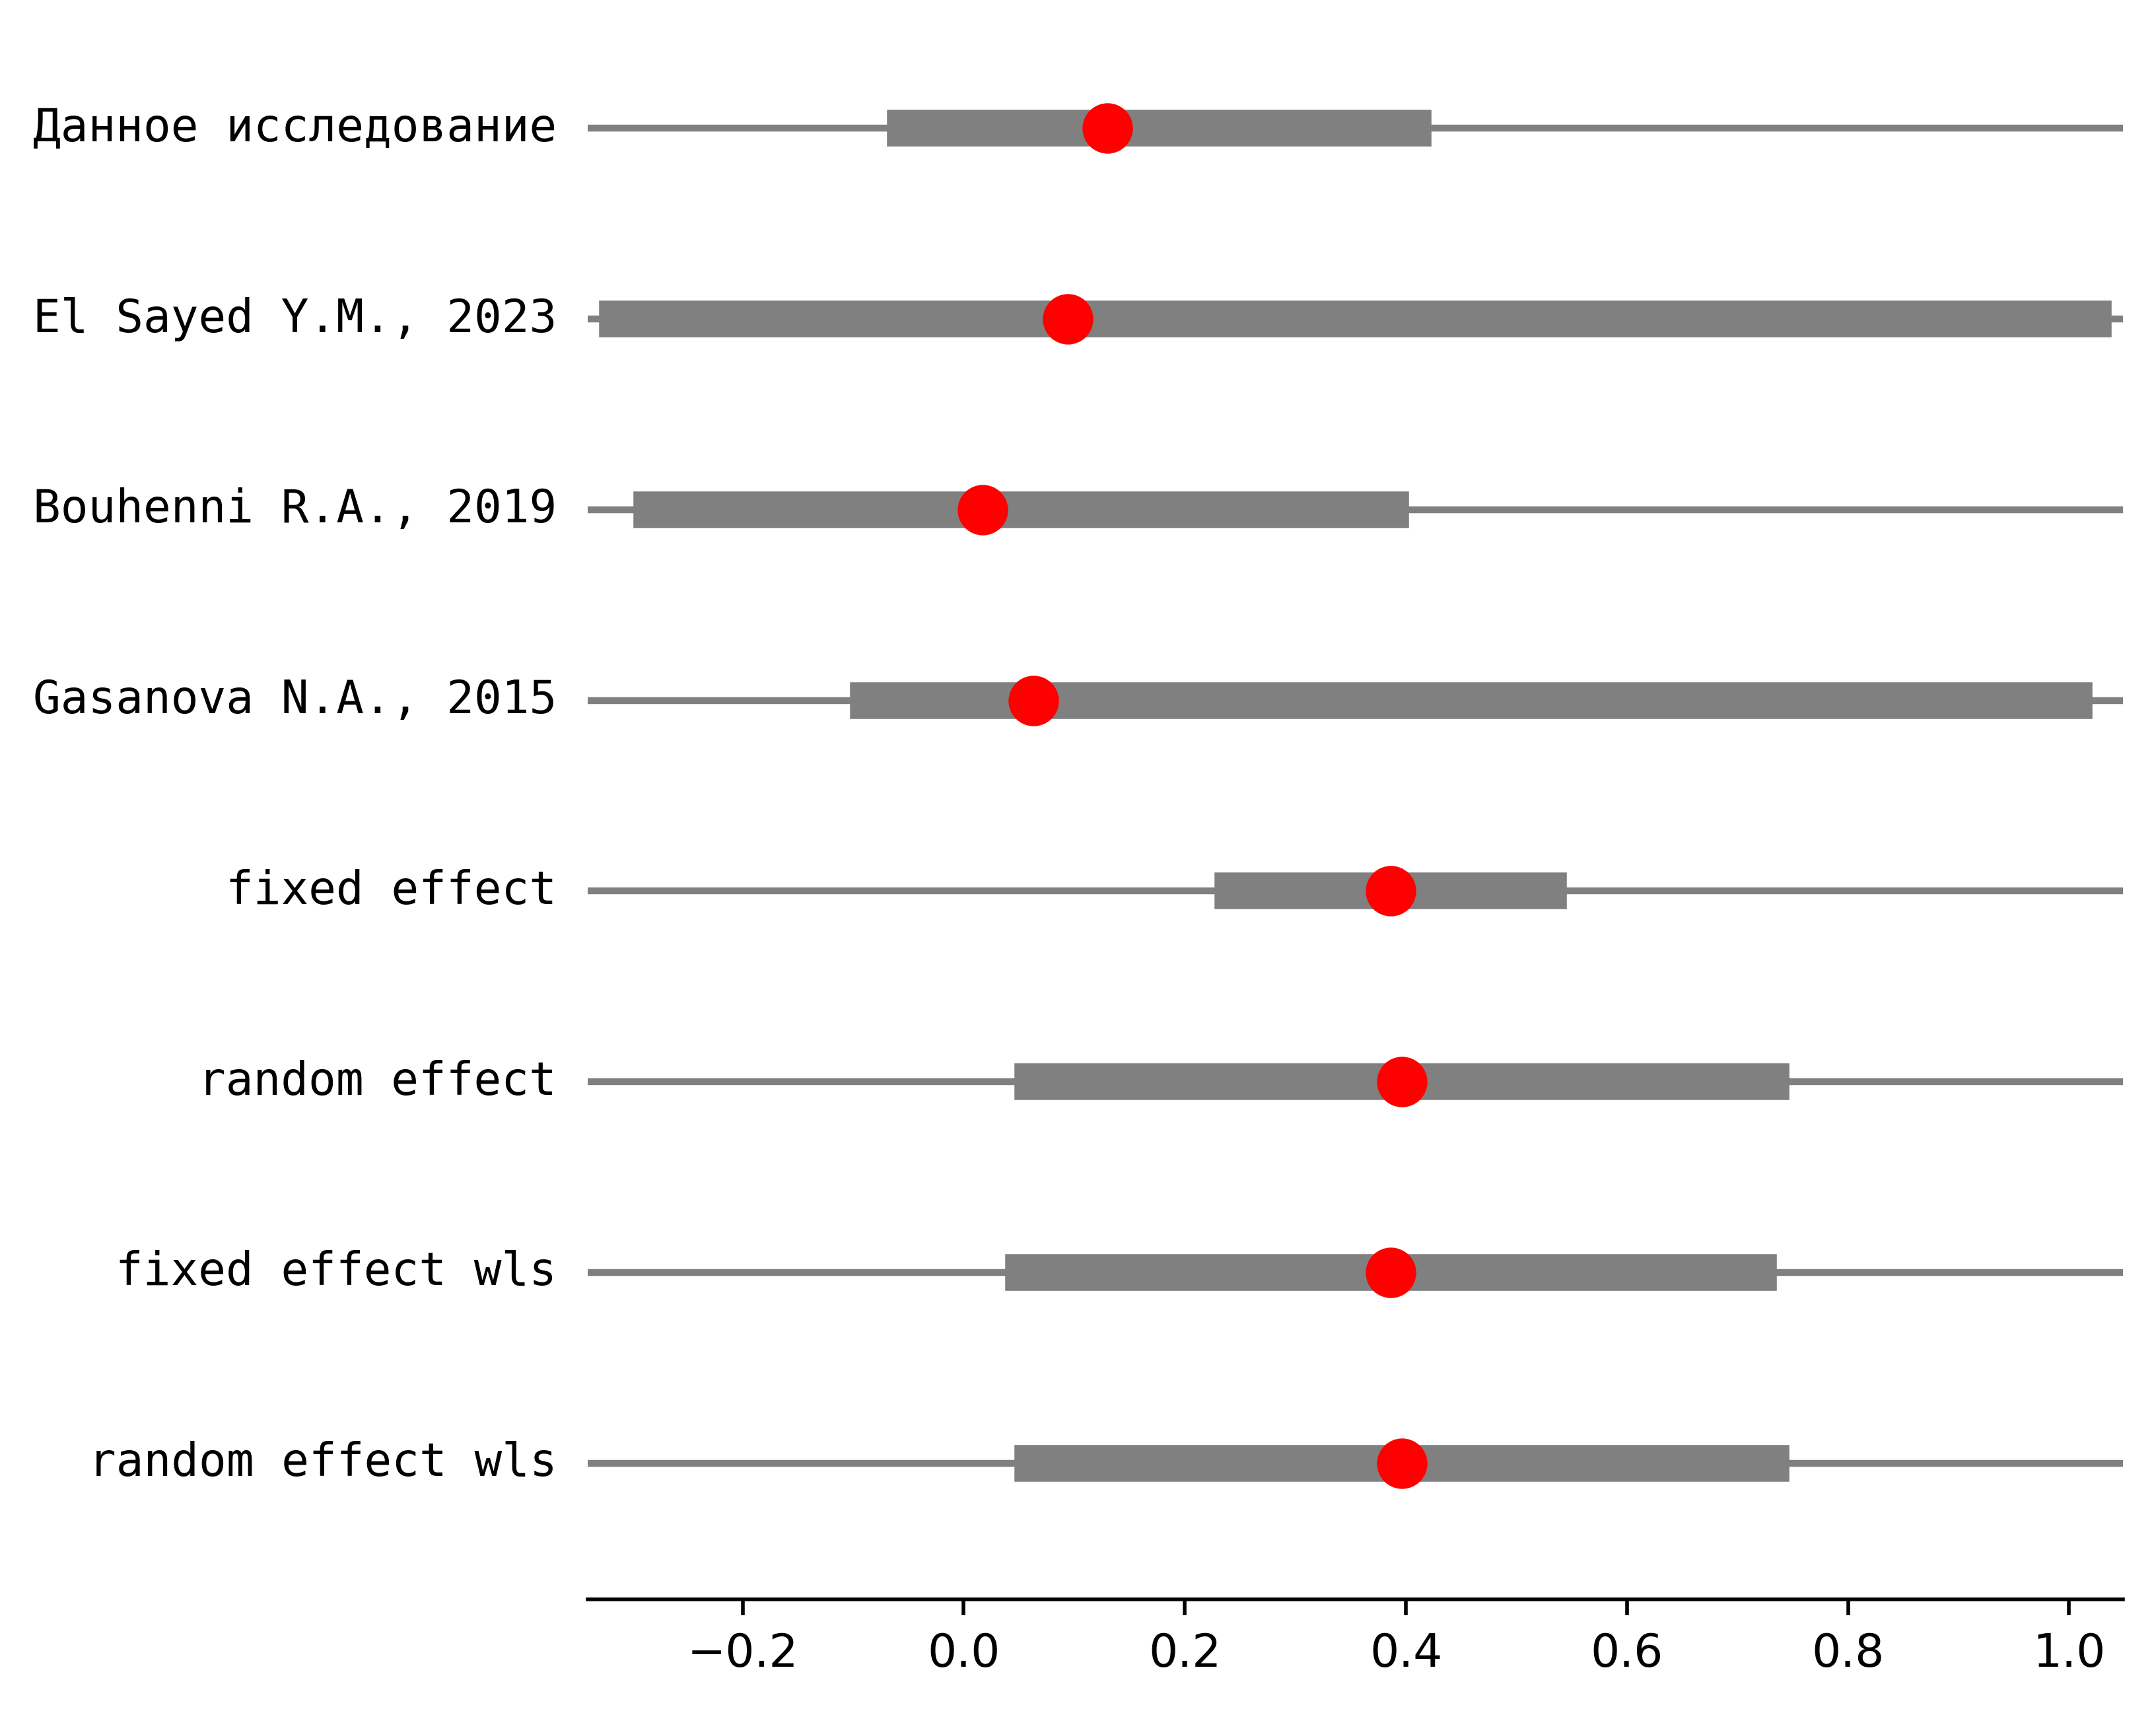 Данное исследование
El Sayed Y.M., 2023
Bouhenni R.A., 2019
Gasanova N.A., 2015
fixed effect
random effect
fixed effect wls
random effect wls
−0.2 0.0 0.2 0.4 0.6 0.8 1.0